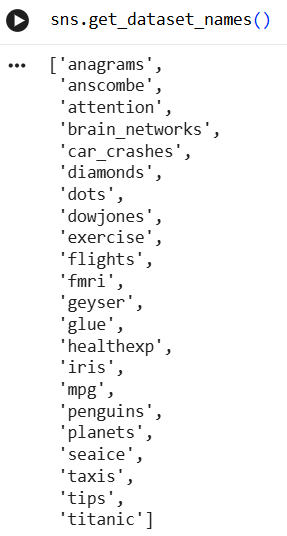 sns.get_dataset_names()
['anagrams',
'anscombe',
'attention',
'brain_networks',
'car_crashes',
'diamonds',
'dots',
'dowjones',
'exercise',
'flights',
'fmri',
'geyser',
'glue',
'healthexp',
'iris',
'mpg',
'penguins',
'planets',
'seaice',
'taxis',
'tips',
'titanic']